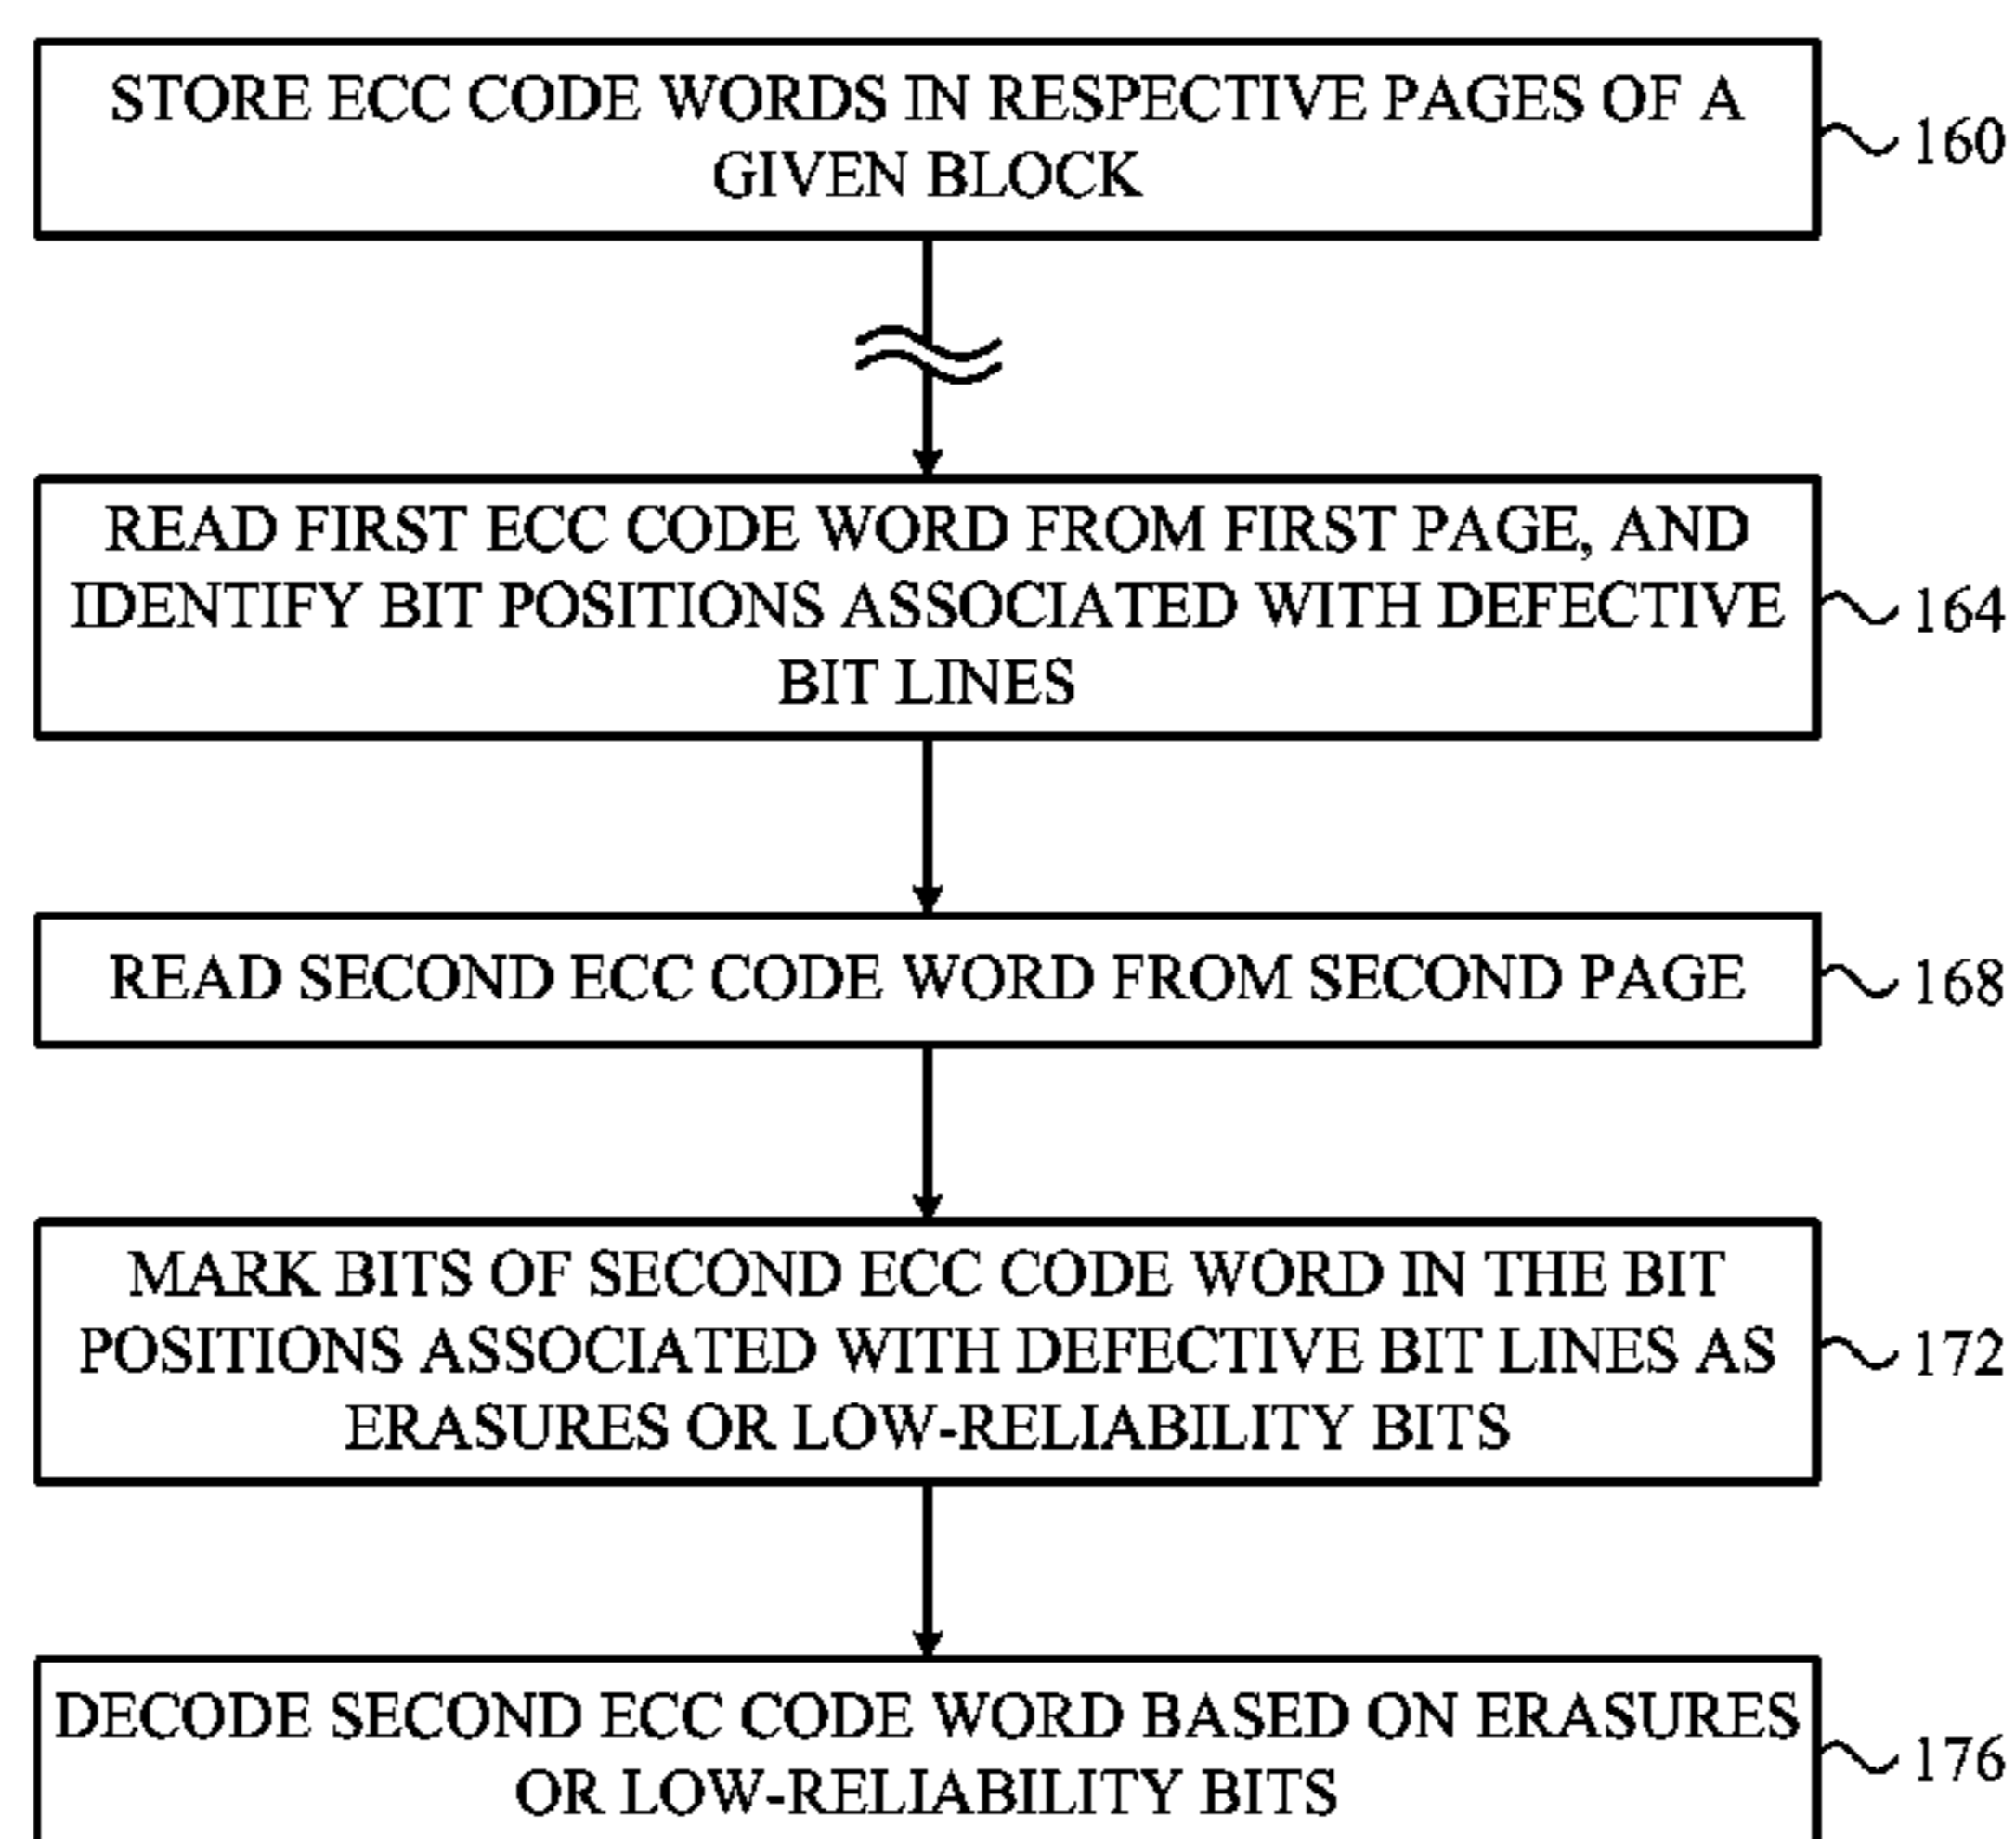 STORE ECC CODE WORDS IN RESPECTIVE PAGES OF A
GIVEN BLOCK
160
READ FIRST ECC CODE WORD FROM FIRST PAGE, AND
IDENTIFY BIT POSITIONS ASSOCIATED WITH DEFECTIVE
BIT LINES
164
READ SECOND ECC CODE WORD FROM SECOND PAGE
168
MARK BITS OF SECOND ECC CODE WORD IN THE BIT
POSITIONS ASSOCIATED WITH DEFECTIVE BIT LINES AS
ERASURES OR LOW-RELIABILITY BITS
172
DECODE SECOND ECC CODE WORD BASED ON ERASURES
OR LOW-RELIABILITY BITS
176